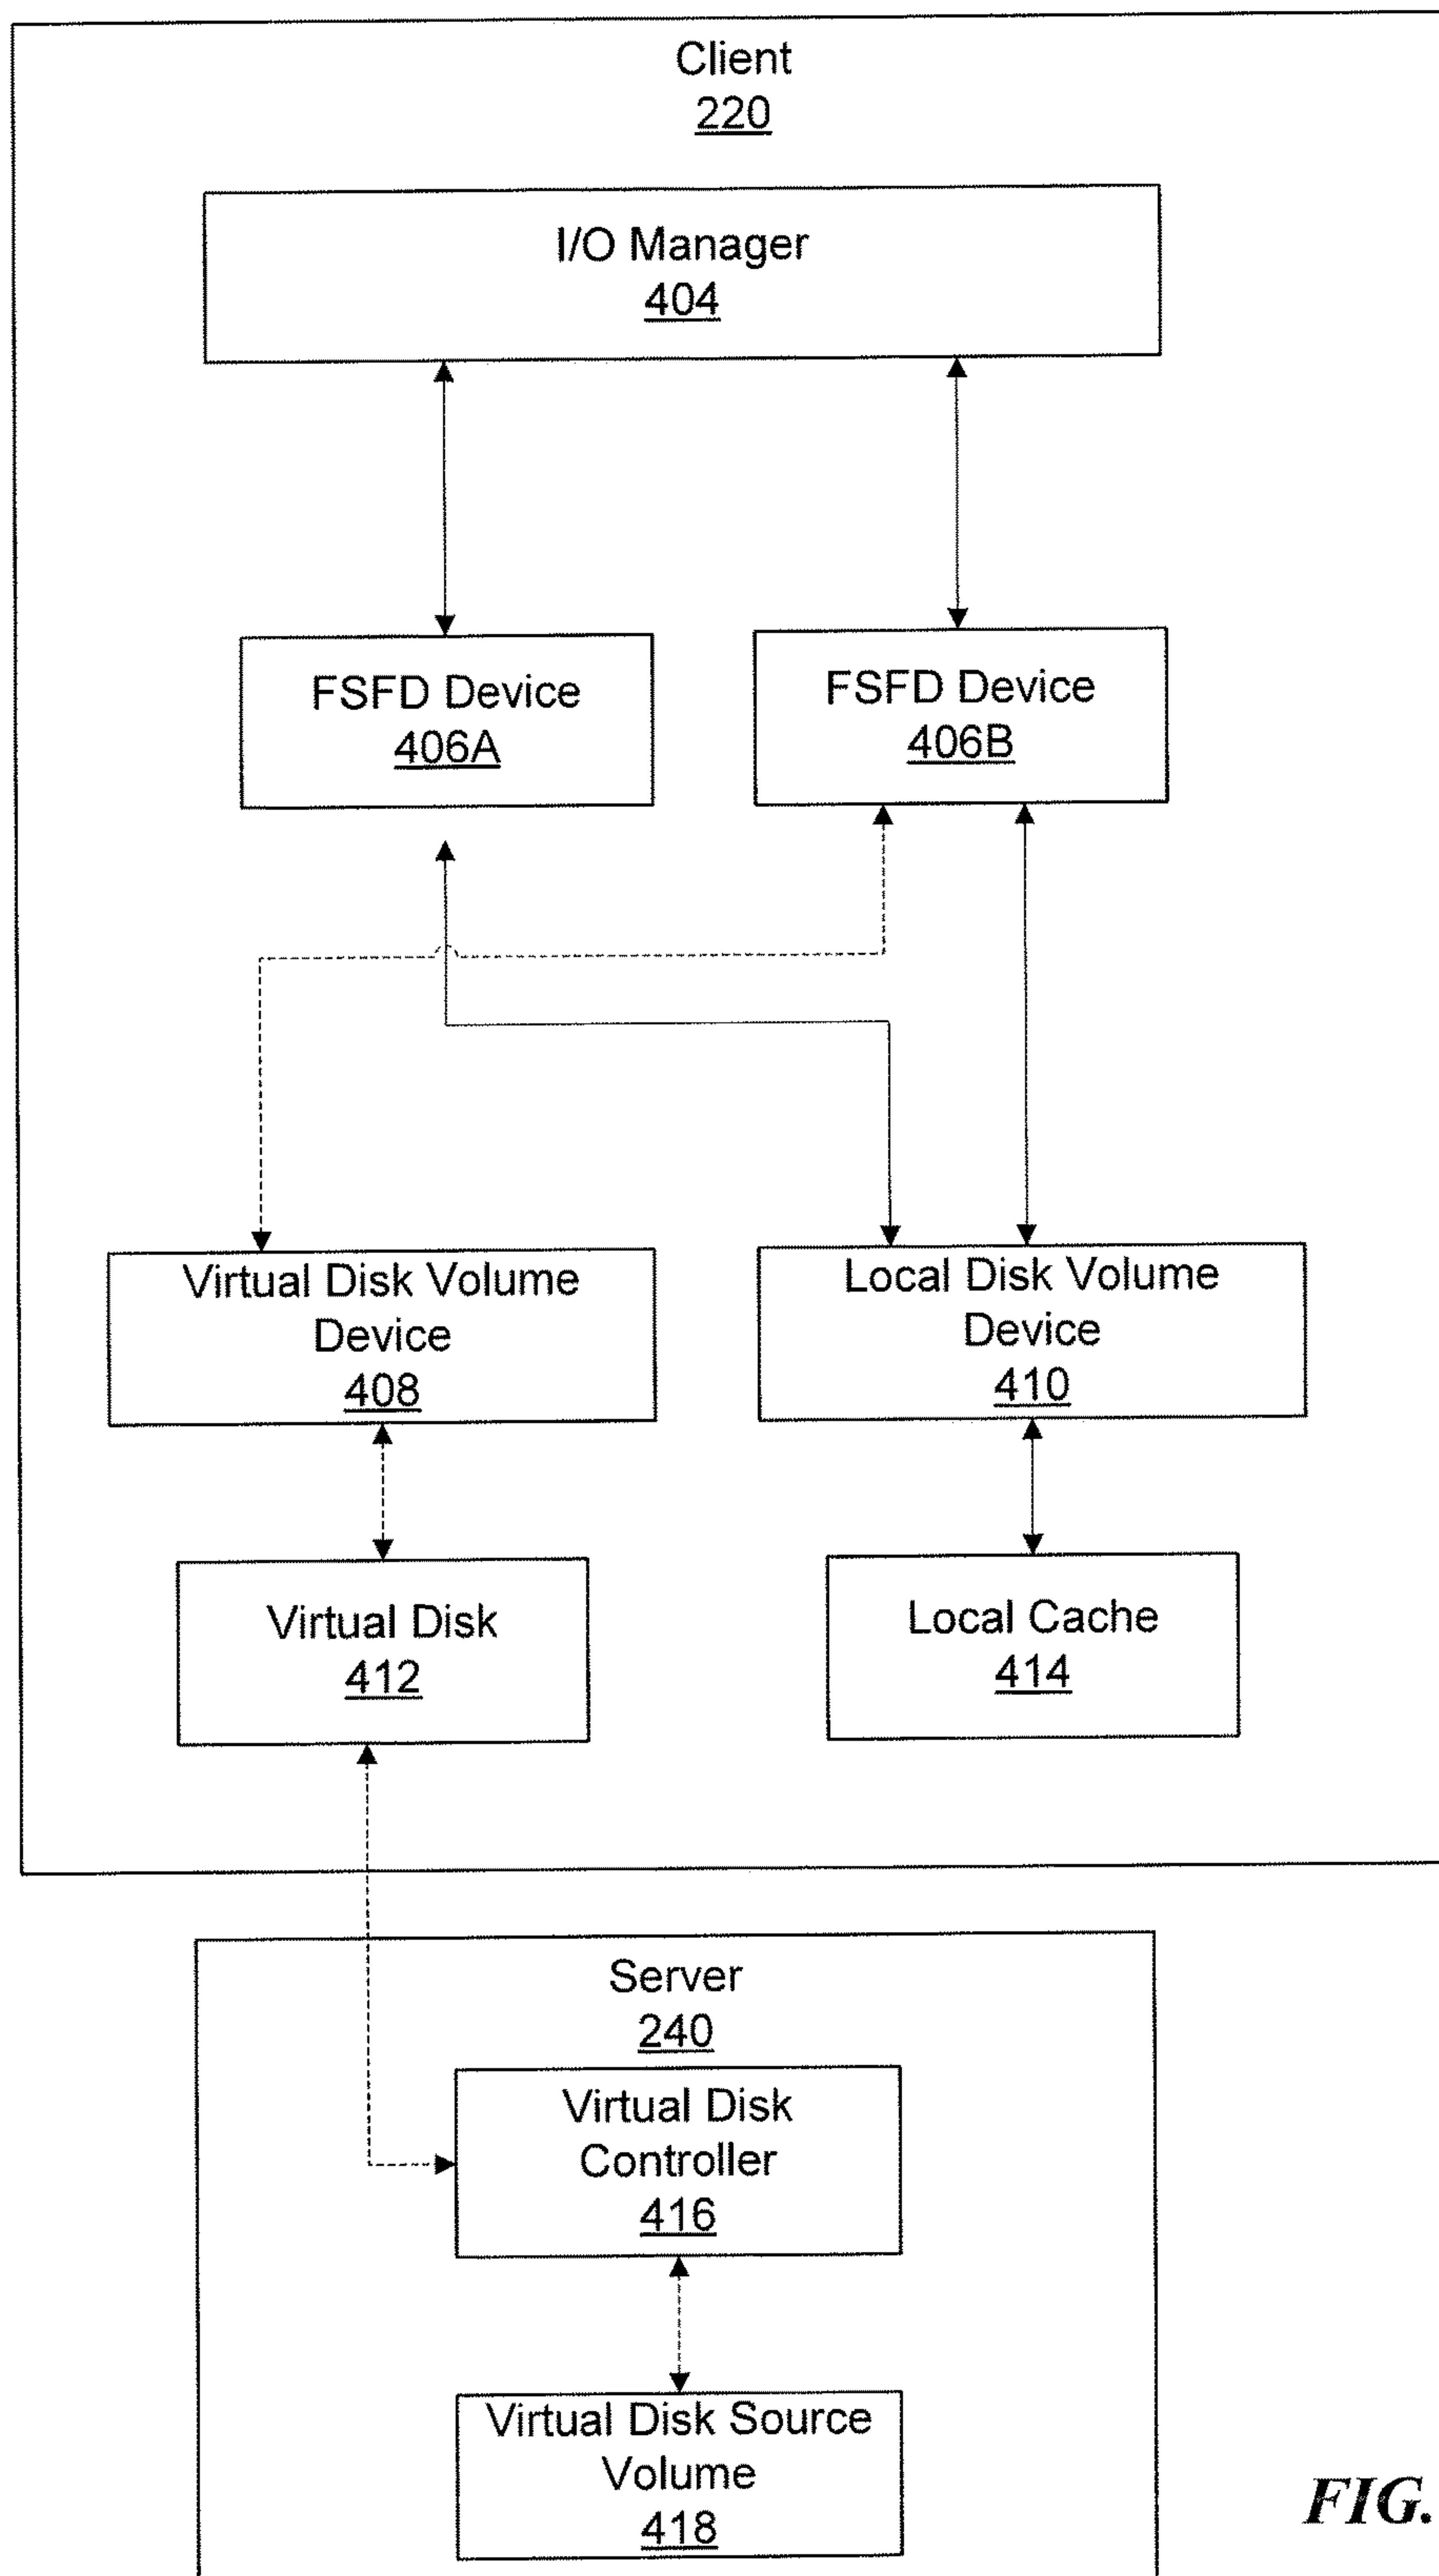 Client
220
I/O Manager
404
FSFD Device
406A
FSFD Device
406B
Virtual Disk Volume
Device
408
Local Disk Volume
Device
410
Virtual Disk
412
Local Cache
414
Server
240
Virtual Disk
Controller
416
Virtual Disk Source
Volume
418
FIG.